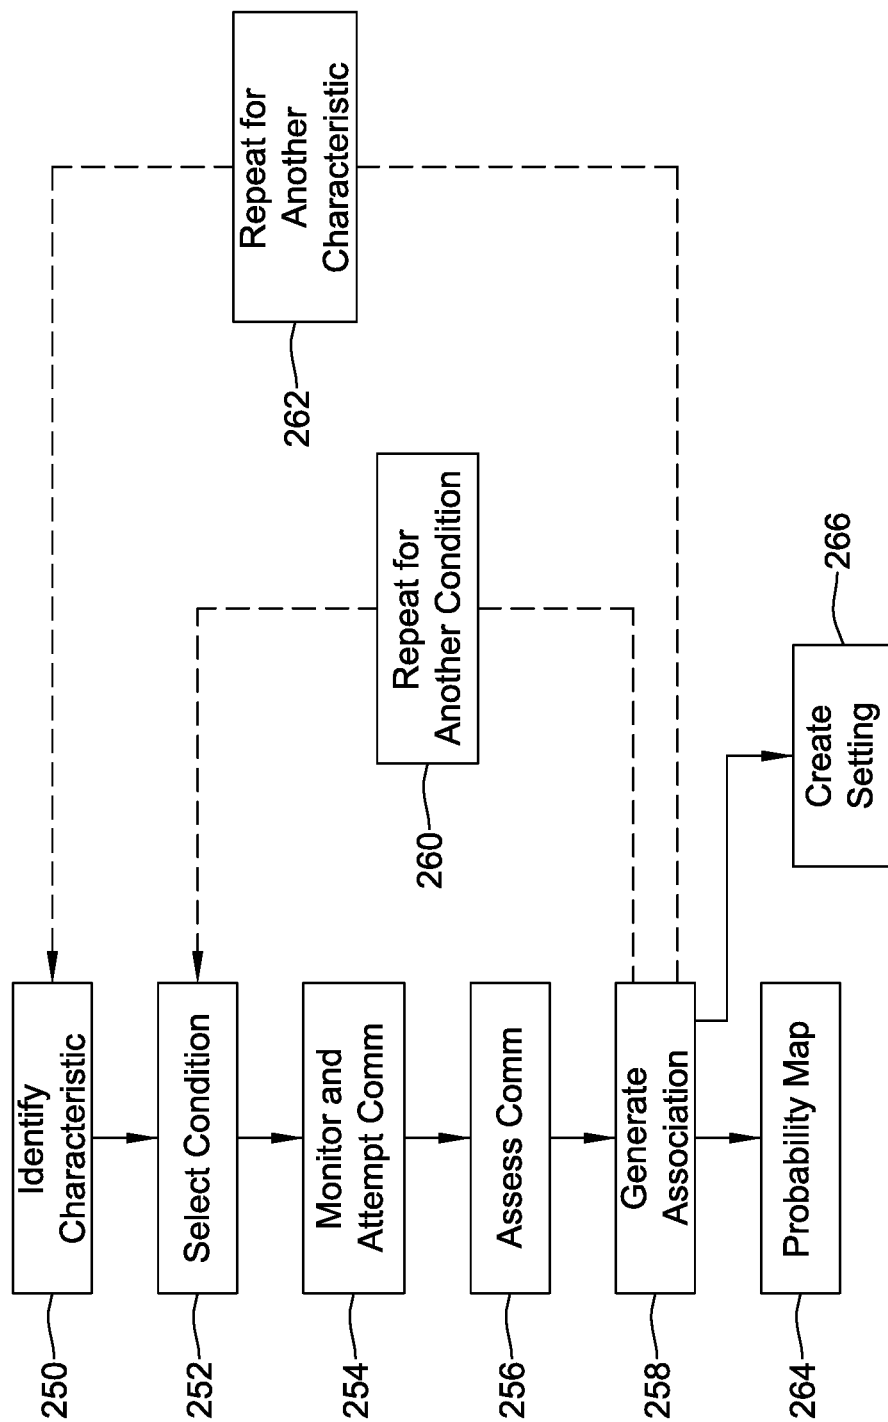 250
Identify
Characteristic
252
Select Condition
254
Monitor and
Attempt Comm
256
Assess Comm
258
Generate
Association
264
Probability Map
260
Repeat for
Another Condition
262
Repeat for
Another
Characteristic
266
Create
Setting